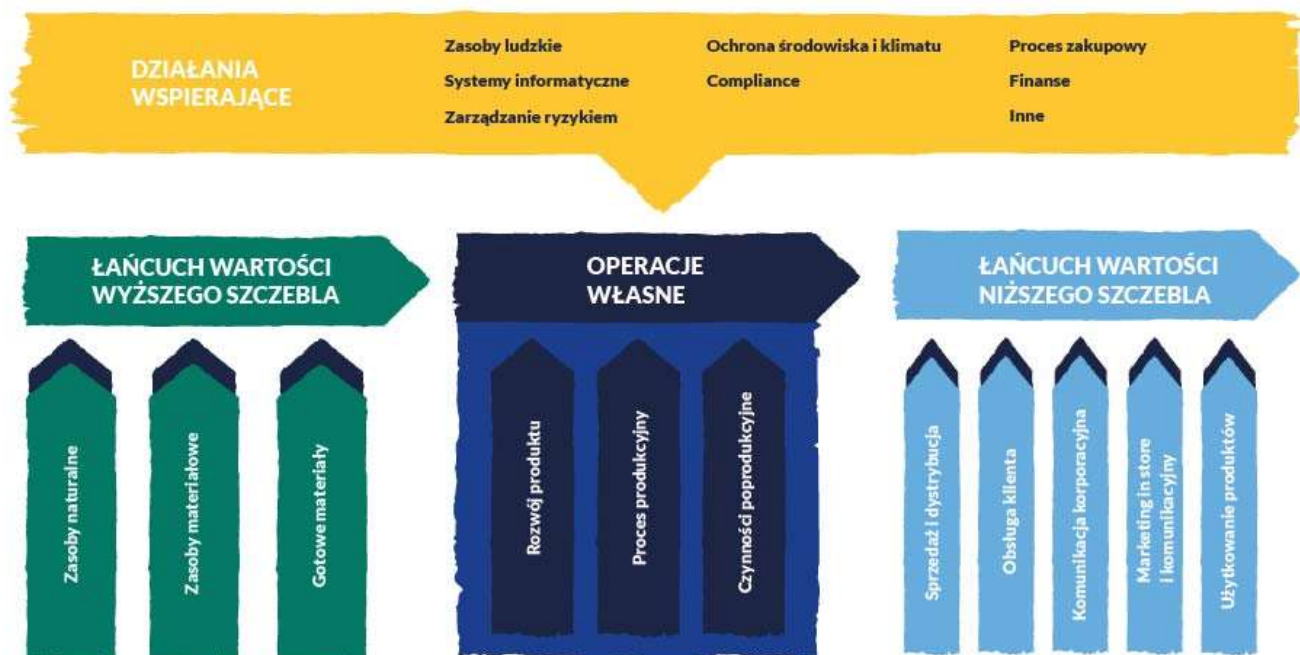 DZIAŁANIA
WSPIERAJĄCE
Zasoby ludzkie
Systemy informatyczne
Zarządzanie ryzykiem
Ochrona środowiska i klimatu
Compliance
Proces zakupowy
Finanse
Inne
ŁAŃCUCH WARTOŚCI
WYŻSZEGO SZCZEBLA
Zasoby naturalne
Zasoby materiałowe
Gotowe materiały
OPERACJE
WŁASNE
Rozwój produktu
Proces produkcyjny
Czynności poprodukcyjne
ŁAŃCUCH WARTOŚCI
NIŻSZEGO SZCZEBLA
Sprzedaż i dystrybucja
Obsługa klienta
Komunikacja korporacyjna
Marketing in store
i komunikacyjny
Użytkowanie produktów